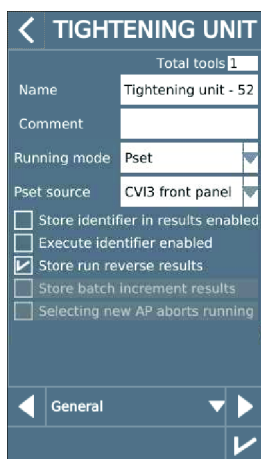 TIGHTENING UNIT
Total tools 1
Name Tightening unit - 52
Comment
Running mode Pset
Pset source CVI3 front panel
Store identifier in results enabled
Execute identifier enabled
Store run reverse results
Store batch increment results
Selecting new AP aborts running
General